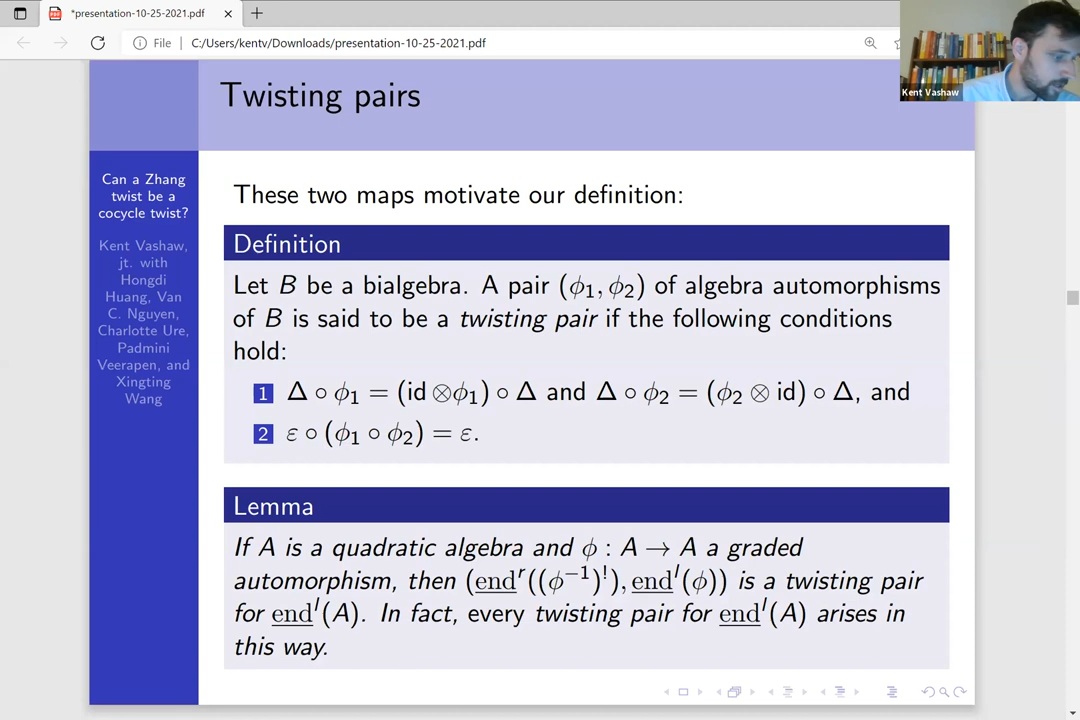 *presentation-10-25-2021.pdf
File
C:/Users/kentv/Downloads/presentation-10-25-2021.pdf
Kent Vashaw
Twisting pairs
Can a Zhang
twist be a
cocycle twist?
Kent Vashaw,
jt. with
Hongdi
Huang, Van
C. Nguyen,
Charlotte Ure,
Padmini
Veerapen, and
Xingting
Wang
These two maps motivate our definition:
Definition
Let B be a bialgebra. A pair (ϕ₁, ϕ₂) of algebra automorphisms
of B is said to be a twisting pair if the following conditions
hold:
1 Δ ∘ ϕ₁ = (id ⊗ϕ₁) ∘ Δ and Δ ∘ ϕ₂ = (ϕ₂ ⊗ id) ∘ Δ, and
2 ε ∘ (ϕ₁ ∘ ϕ₂) = ε.
Lemma
If A is a quadratic algebra and ϕ : A → A a graded
automorphism, then (endʳ((ϕ⁻¹)!), endˡ(ϕ)) is a twisting pair
for endˡ(A). In fact, every twisting pair for endˡ(A) arises in
this way.